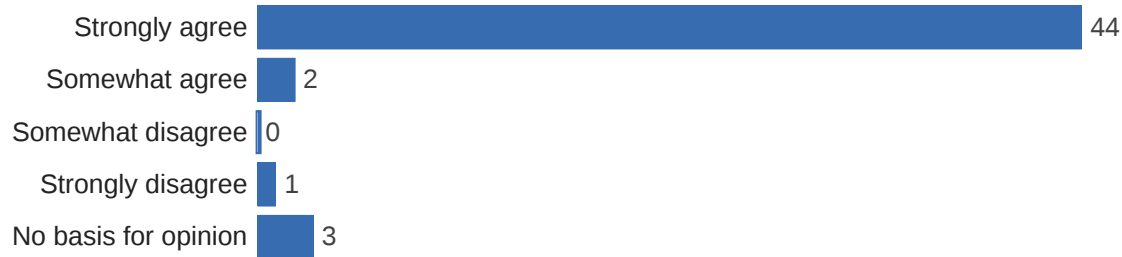 Strongly agree 44
Somewhat agree 2
Somewhat disagree 0
Strongly disagree 1
No basis for opinion 3